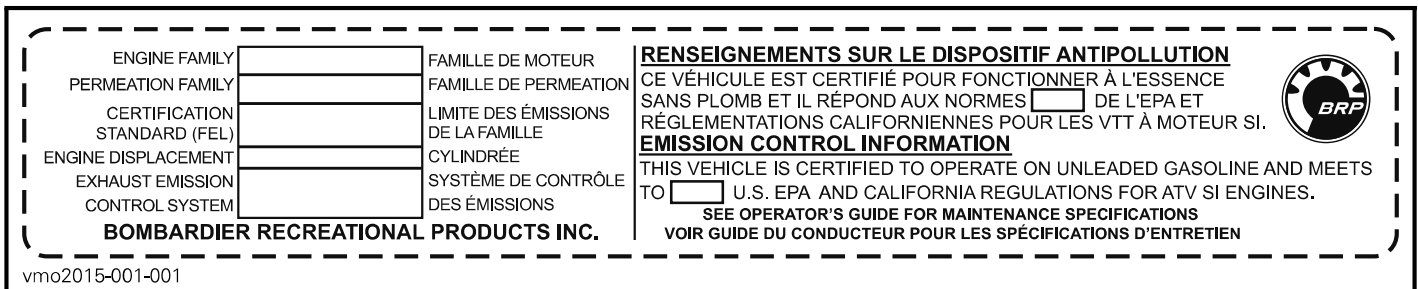 ENGINE FAMILY
FAMILLE DE MOTEUR
PERMEATION FAMILY
FAMILLE DE PERMEATION
CERTIFICATION
STANDARD (FEL)
LIMITE DES ÉMISSIONS
DE LA FAMILLE
ENGINE DISPLACEMENT
CYLINDRÉE
EXHAUST EMISSION
CONTROL SYSTEM
SYSTÈME DE CONTRÔLE
DES ÉMISSIONS
BOMBARDIER RECREATIONAL PRODUCTS INC.
RENSEIGNEMENTS SUR LE DISPOSITIF ANTIPOLLUTION
CE VÉHICULE EST CERTIFIÉ POUR FONCTIONNER À L'ESSENCE
SANS PLOMB ET IL RÉPOND AUX NORMES DE L'EPA ET
RÉGLEMENTATIONS CALIFORNIENNES POUR LES VTT À MOTEUR SI.
EMISSION CONTROL INFORMATION
THIS VEHICLE IS CERTIFIED TO OPERATE ON UNLEADED GASOLINE AND MEETS
TO U.S. EPA AND CALIFORNIA REGULATIONS FOR ATV SI ENGINES.
SEE OPERATOR'S GUIDE FOR MAINTENANCE SPECIFICATIONS
VOIR GUIDE DU CONDUCTEUR POUR LES SPÉCIFICATIONS D'ENTRETIEN
BRP
vmo2015-001-001